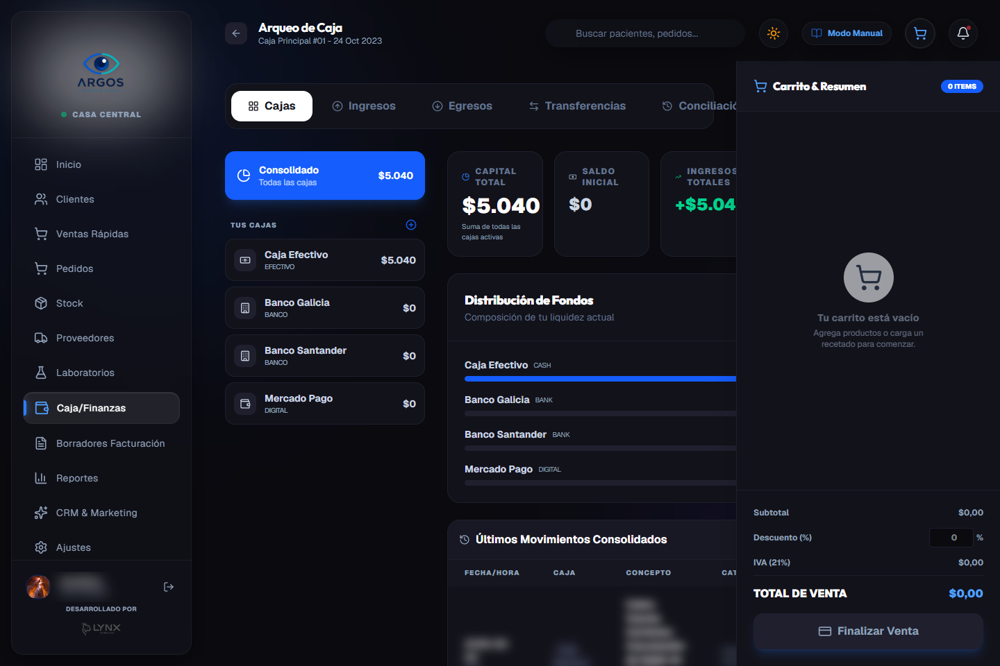 ARGOS
CASA CENTRAL
Inicio
Clientes
Ventas Rápidas
Pedidos
Stock
Proveedores
Laboratorios
Caja/Finanzas
Borradores Facturación
Reportes
CRM & Marketing
Ajustes
DESARROLLADO POR
LYNX
Arqueo de Caja
Caja Principal #01 - 24 Oct 2023
Buscar pacientes, pedidos...
Modo Manual
Cajas
Ingresos
Egresos
Transferencias
Conciliació
Consolidado
Todas las cajas
$5.040
TUS CAJAS
Caja Efectivo
EFECTIVO
$5.040
Banco Galicia
BANCO
$0
Banco Santander
BANCO
$0
Mercado Pago
DIGITAL
$0
CAPITAL
TOTAL
$5.040
Suma de todas las
cajas activas
SALDO
INICIAL
$0
INGRESOS
TOTALES
+$5.04
Distribución de Fondos
Composición de tu liquidez actual
Caja Efectivo CASH
Banco Galicia BANK
Banco Santander BANK
Mercado Pago DIGITAL
Últimos Movimientos Consolidados
FECHA/HORA CAJA CONCEPTO CAT
Carrito & Resumen
0 ITEMS
Tu carrito está vacío
Agrega productos o carga un
recetado para comenzar.
Subtotal $0,00
Descuento (%) 0 %
IVA (21%) $0,00
TOTAL DE VENTA $0,00
Finalizar Venta